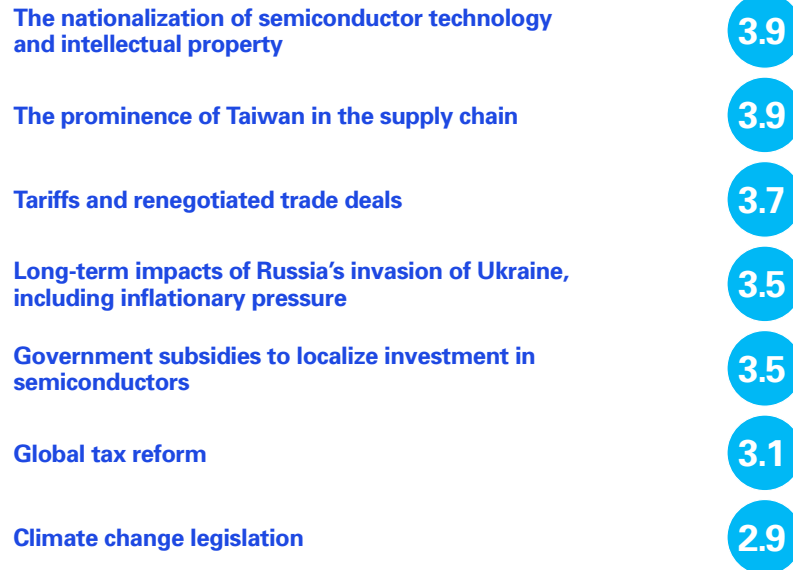 The nationalization of semiconductor technology
and intellectual property
3.9
The prominence of Taiwan in the supply chain
3.9
Tariffs and renegotiated trade deals
3.7
Long-term impacts of Russia’s invasion of Ukraine,
including inflationary pressure
3.5
Government subsidies to localize investment in
semiconductors
3.5
Global tax reform
3.1
Climate change legislation
2.9